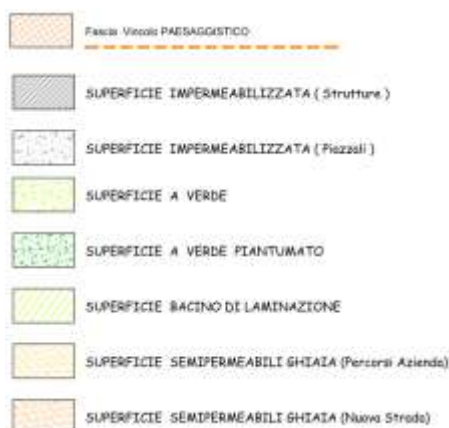 Fascia Vincolo PAESAGGISTICO
SUPERFICIE IMPERMEABILIZZATA ( Strutture )
SUPERFICIE IMPERMEABILIZZATA ( Piazzali )
SUPERFICIE A VERDE
SUPERFICIE A VERDE PIANTUMATO
SUPERFICIE BACINO DI LAMINAZIONE
SUPERFICIE SEMIPERMEABILI GHIAIA (Percorsi Azienda)
SUPERFICIE SEMIPERMEABILI GHIAIA (Nuova Strada)